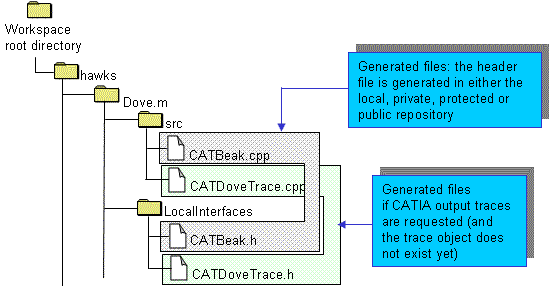 Workspace
root directory
hawks
Dove.m
src
CATBeak.cpp
CATDoveTrace.cpp
LocalInterfaces
CATBeak.h
CATDoveTrace.h
Generated files: the header
file is generated in either the
local, private, protected or
public repository
Generated files
if CATIA output traces
are requested (and
the trace object does
not exist yet)